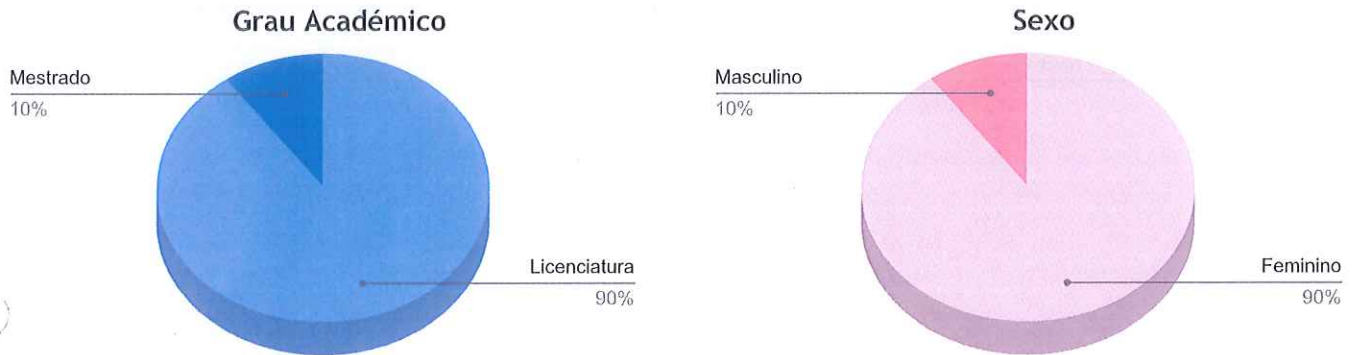 Grau Académico
Mestrado
10%
Licenciatura
90%
Sexo
Masculino
10%
Feminino
90%